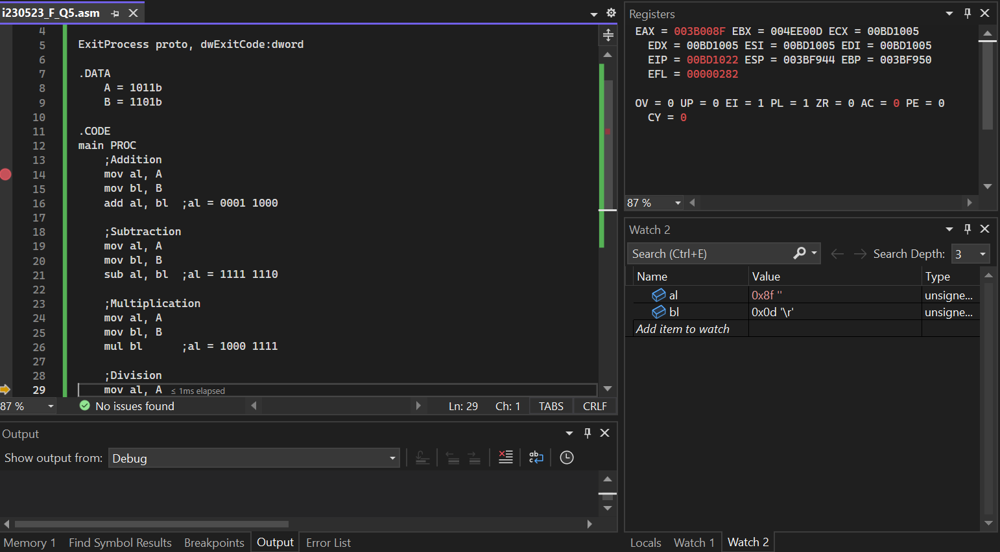 i230523_F_Q5.asm
4
5 ExitProcess proto, dwExitCode:dword
6
7 .DATA
8 A = 1011b
9 B = 1101b
10
11 .CODE
12 main PROC
13 ;Addition
14 mov al, A
15 mov bl, B
16 add al, bl ;al = 0001 1000
17
18 ;Subtraction
19 mov al, A
20 mov bl, B
21 sub al, bl ;al = 1111 1110
22
23 ;Multiplication
24 mov al, A
25 mov bl, B
26 mul bl ;al = 1000 1111
27
28 ;Division
29 mov al, A ≤ 1ms elapsed
87 % No issues found Ln: 29 Ch: 1 TABS CRLF
Output
Show output from: Debug
Memory 1 Find Symbol Results Breakpoints Output Error List
Registers
EAX = 003B008F EBX = 004EE00D ECX = 00BD1005
EDX = 00BD1005 ESI = 00BD1005 EDI = 00BD1005
EIP = 00BD1022 ESP = 003BF944 EBP = 003BF950
EFL = 00000282
OV = 0 UP = 0 EI = 1 PL = 1 ZR = 0 AC = 0 PE = 0
CY = 0
87 %
Watch 2
Search (Ctrl+E) Search Depth: 3
Name Value Type
al 0x8f '' unsigne...
bl 0x0d '\r' unsigne...
Add item to watch
Locals Watch 1 Watch 2